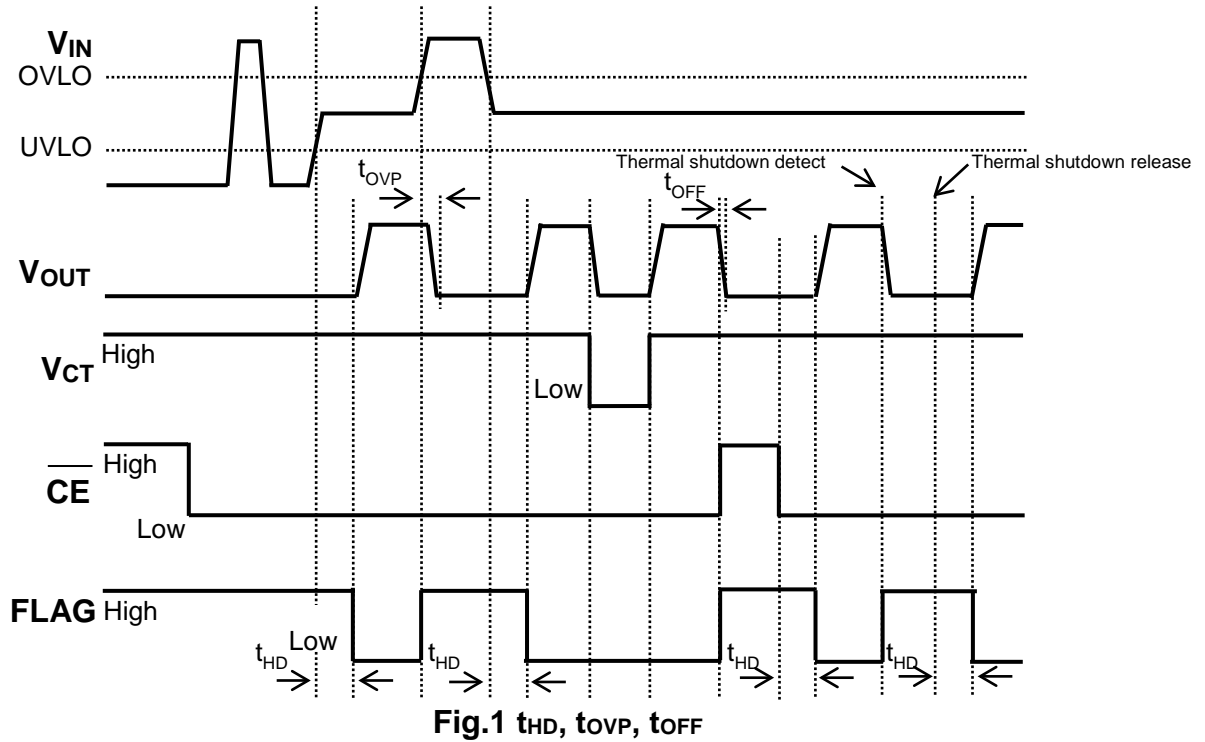 VIN
OVLO
UVLO
Thermal shutdown detect
Thermal shutdown release
tOVP
tOFF
VOUT
High
VCT
Low
High
CE
Low
FLAG High
Low
tHD
tHD
tHD
tHD
Fig.1 tHD, tOVP, tOFF